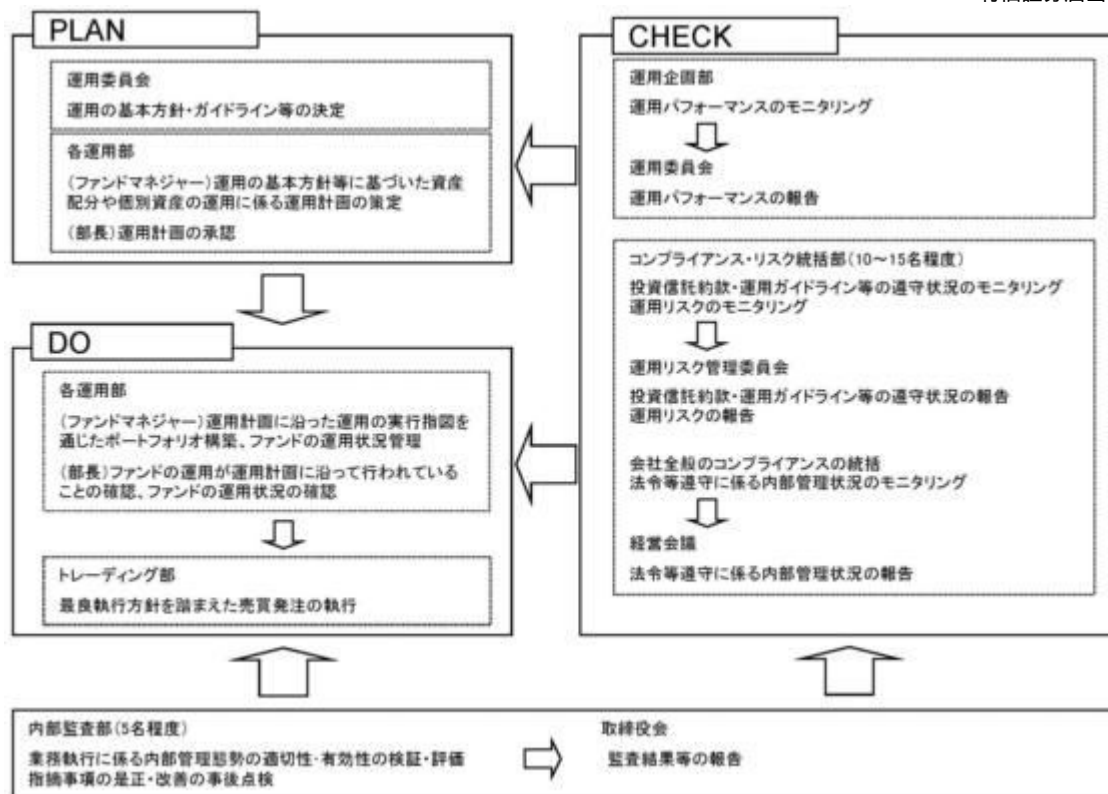 PLAN
運用委員会
運用の基本方針・ガイドライン等の決定
各運用部
(ファンドマネジャー)運用の基本方針等に基づいた資産
配分や個別資産の運用に係る運用計画の策定
(部長)運用計画の承認
DO
各運用部
(ファンドマネジャー)運用計画に沿った運用の実行指図を
通じたポートフォリオ構築、ファンドの運用状況管理
(部長)ファンドの運用が運用計画に沿って行われている
ことの確認、ファンドの運用状況の確認
トレーディング部
最良執行方針を踏まえた売買発注の執行
CHECK
運用企画部
運用パフォーマンスのモニタリング
運用委員会
運用パフォーマンスの報告
コンプライアンス・リスク統括部(10~15名程度)
投資信託約款・運用ガイドライン等の遵守状況のモニタリング
運用リスクのモニタリング
運用リスク管理委員会
投資信託約款・運用ガイドライン等の遵守状況の報告
運用リスクの報告
会社全般のコンプライアンスの統括
法令等遵守に係る内部管理状況のモニタリング
経営会議
法令等遵守に係る内部管理状況の報告
内部監査部(5名程度)
業務執行に係る内部管理態勢の適切性・有効性の検証・評価
指摘事項の是正・改善の事後点検
取締役会
監査結果等の報告